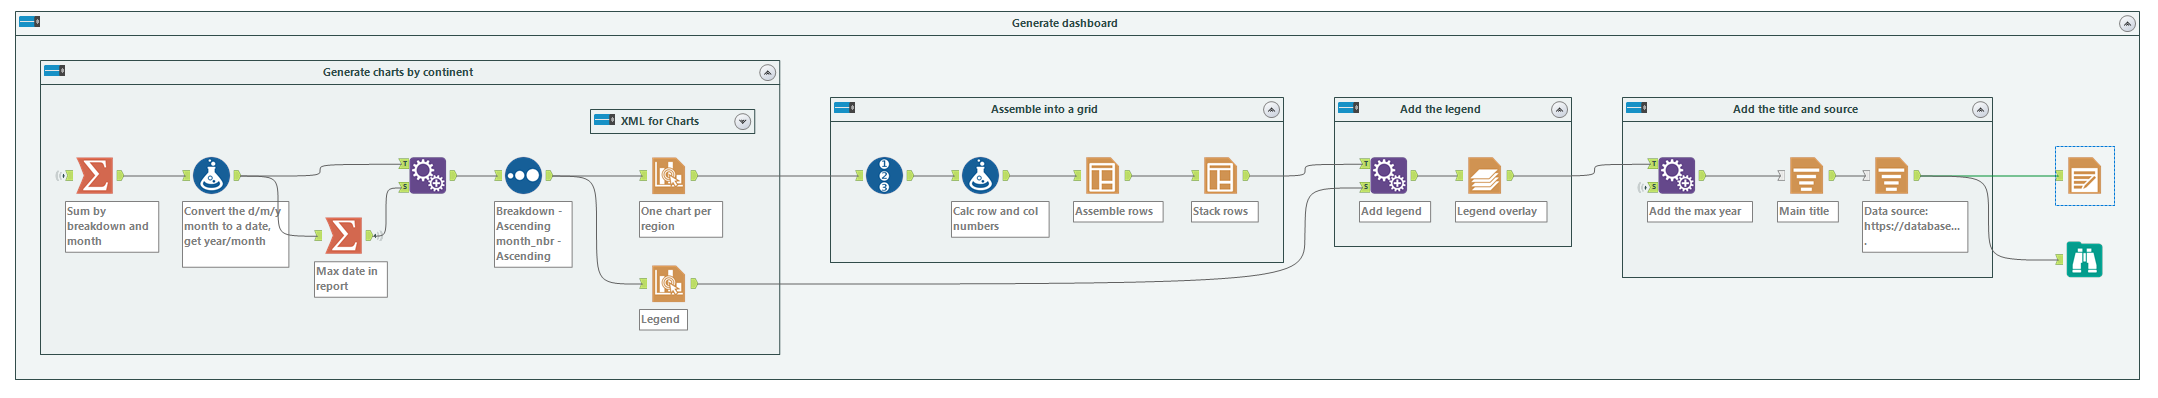 Generate dashboard
Generate charts by continent
XML for Charts
Sum by
breakdown and
month
Convert the d/m/y
month to a date,
get year/month
T
S
Max date in
report
Breakdown -
Ascending
month_nbr -
Ascending
One chart per
region
Legend
Assemble into a grid
1
2
3
Calc row and col
numbers
Assemble rows
Stack rows
Add the legend
T
S
Add legend
Legend overlay
Add the title and source
T
S
Add the max year
Main title
Data source:
https://database...
.